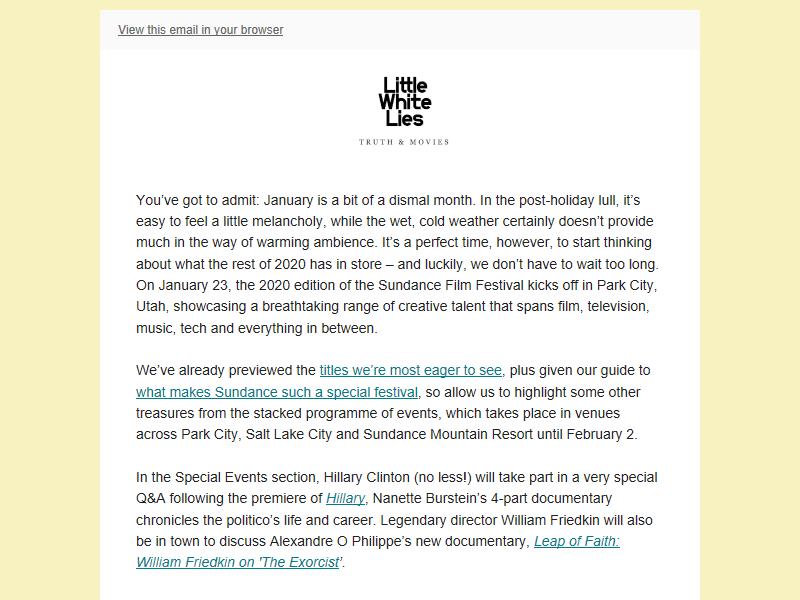 View this email in your browser
Little
White
Lies
TRUTH & MOVIES
You’ve got to admit: January is a bit of a dismal month. In the post-holiday lull, it’s
easy to feel a little melancholy, while the wet, cold weather certainly doesn’t provide
much in the way of warming ambience. It’s a perfect time, however, to start thinking
about what the rest of 2020 has in store – and luckily, we don’t have to wait too long.
On January 23, the 2020 edition of the Sundance Film Festival kicks off in Park City,
Utah, showcasing a breathtaking range of creative talent that spans film, television,
music, tech and everything in between.
We’ve already previewed the titles we’re most eager to see, plus given our guide to
what makes Sundance such a special festival, so allow us to highlight some other
treasures from the stacked programme of events, which takes place in venues
across Park City, Salt Lake City and Sundance Mountain Resort until February 2.
In the Special Events section, Hillary Clinton (no less!) will take part in a very special
Q&A following the premiere of Hillary, Nanette Burstein’s 4-part documentary
chronicles the politico’s life and career. Legendary director William Friedkin will also
be in town to discuss Alexandre O Philippe’s new documentary, Leap of Faith:
William Friedkin on 'The Exorcist’.